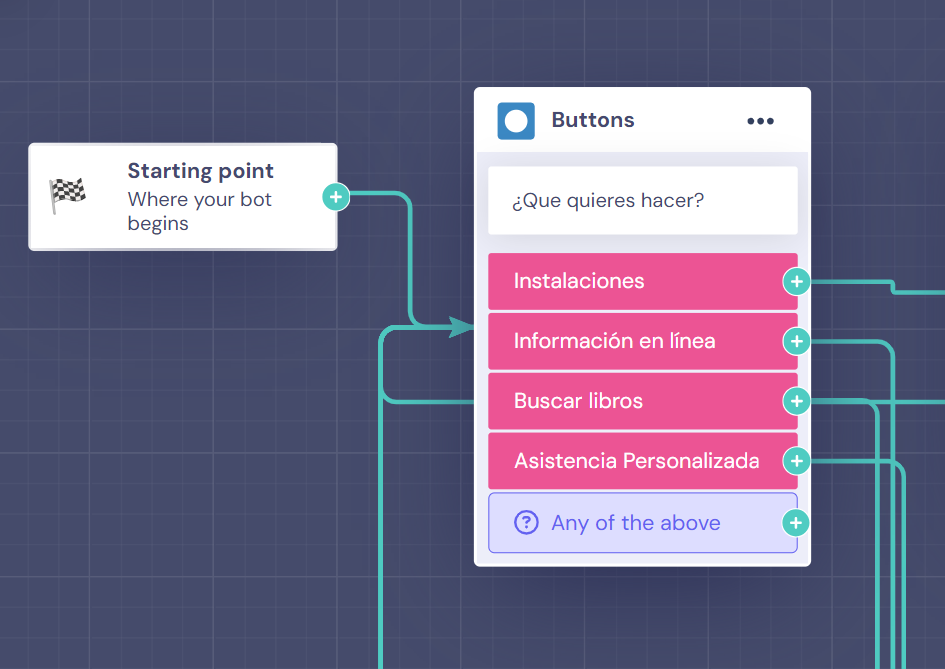 Starting point
Where your bot
begins
Buttons
¿Que quieres hacer?
Instalaciones
Información en línea
Buscar libros
Asistencia Personalizada
Any of the above